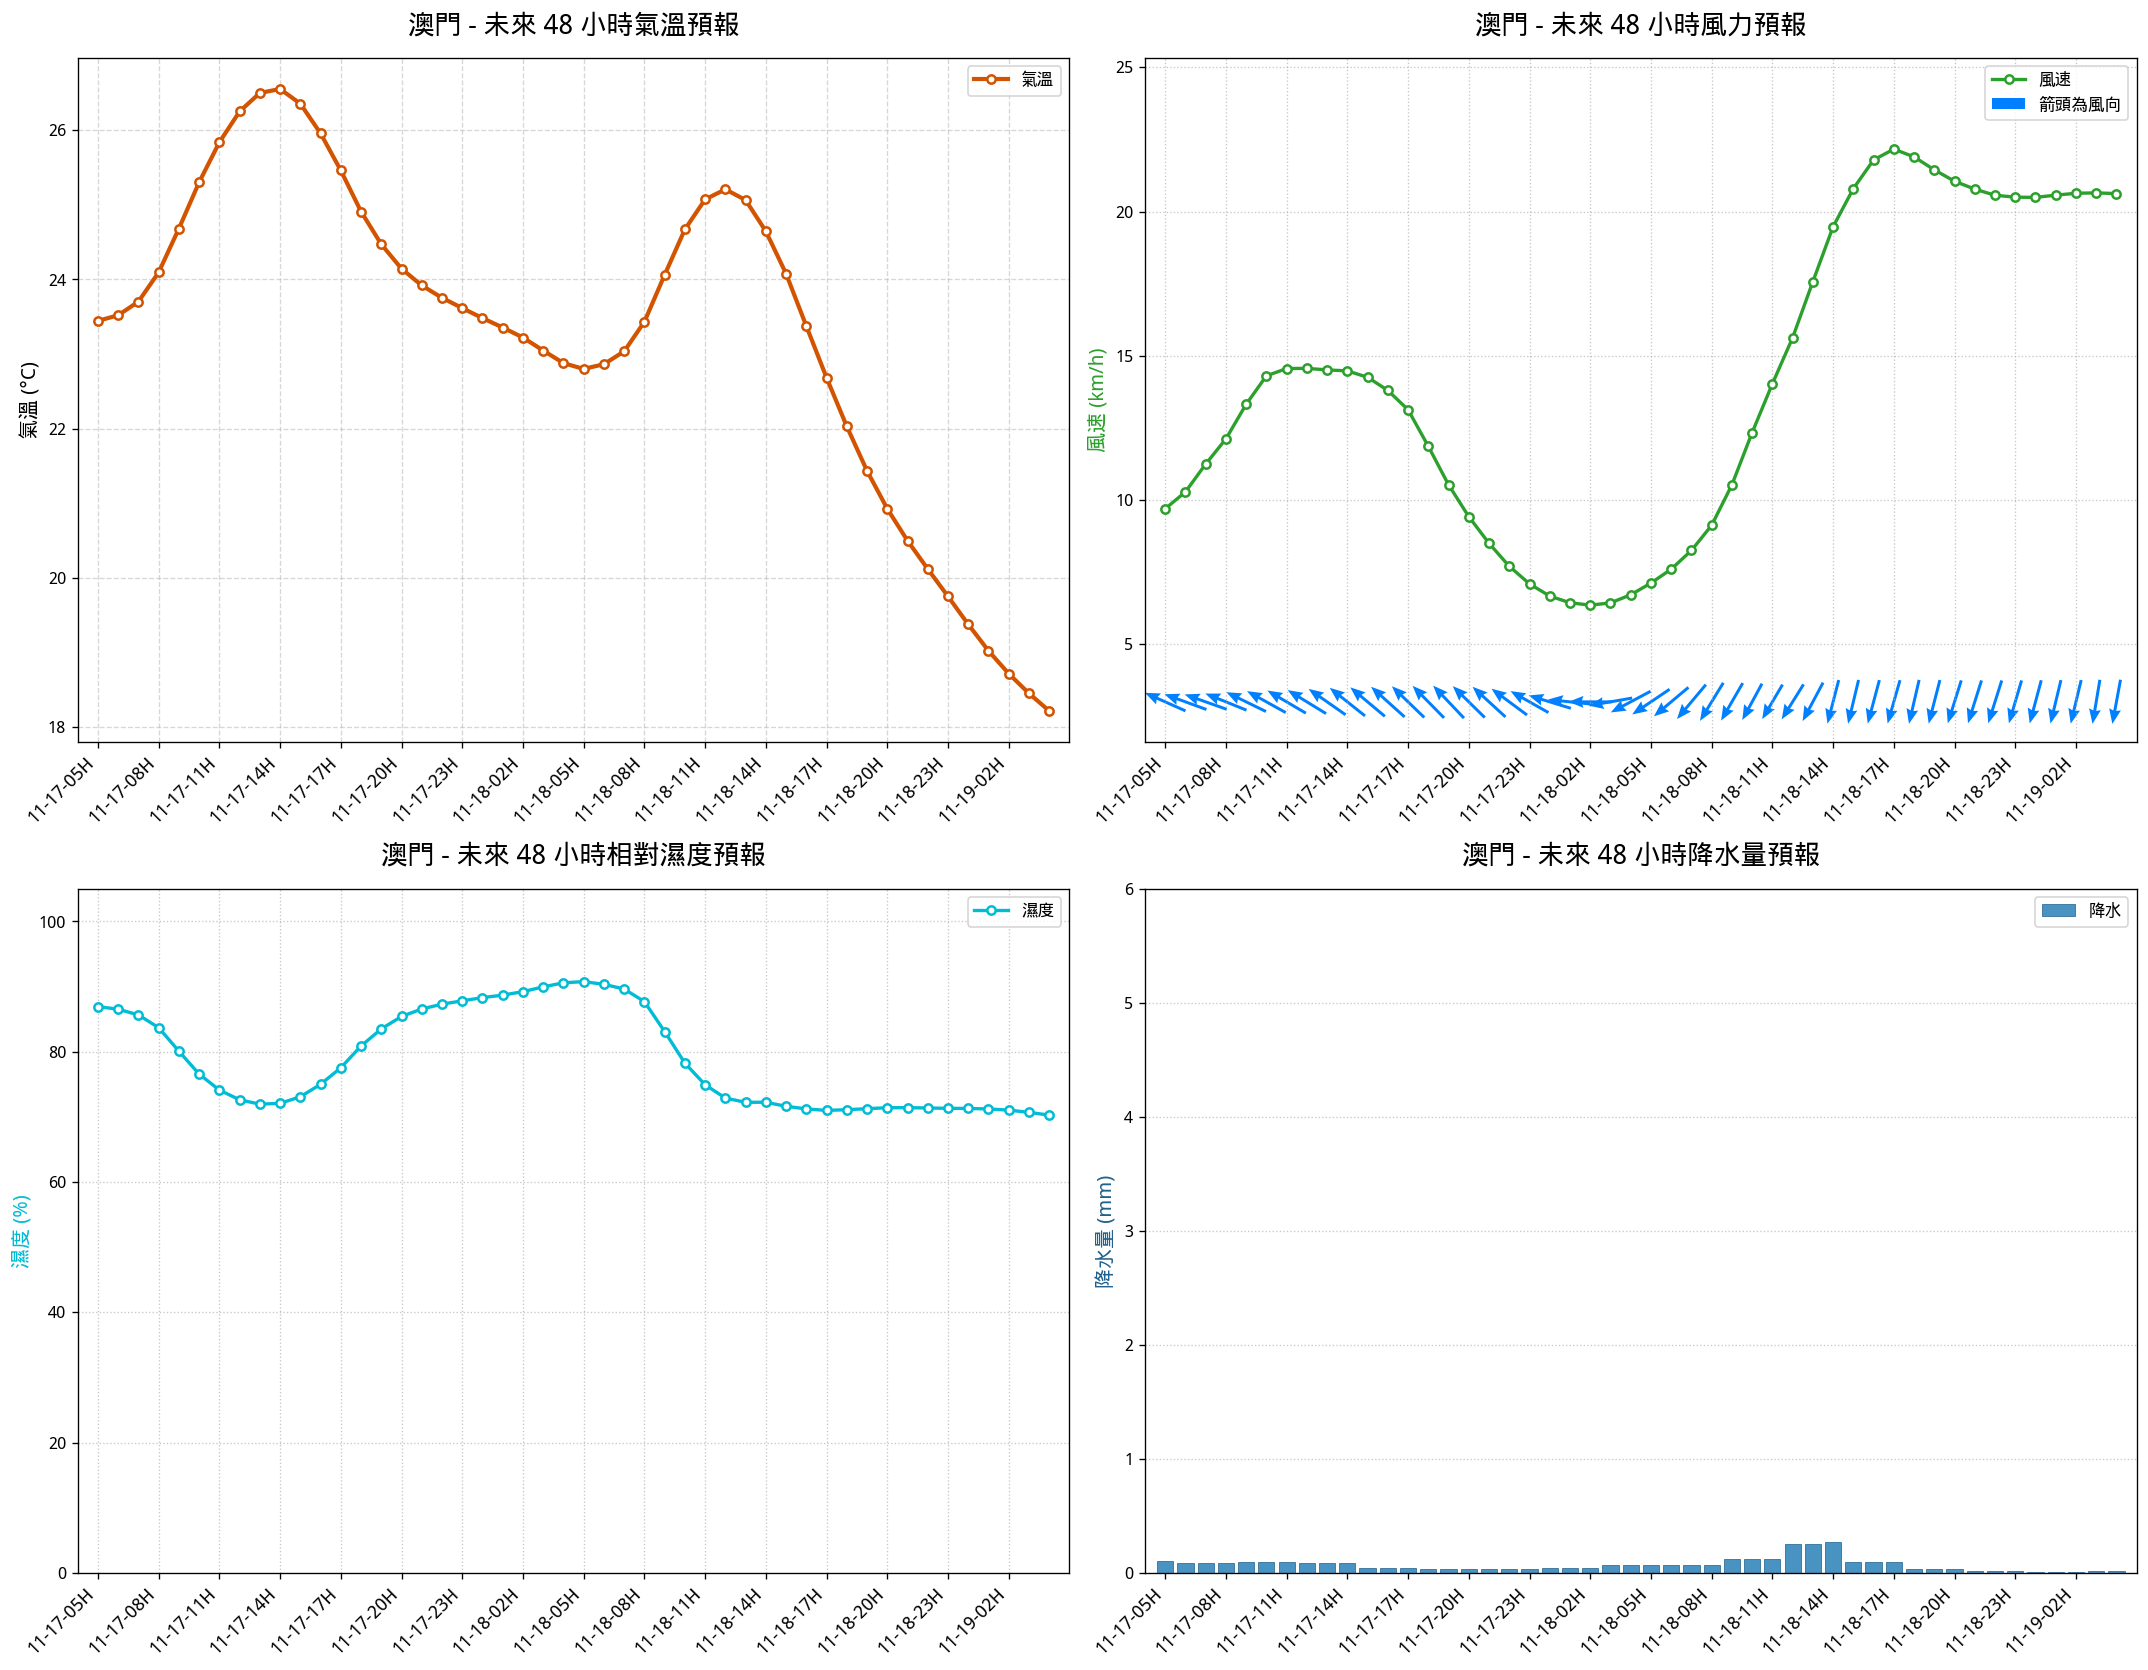 澳門 - 未來 48 小時氣溫預報
氣溫
氣溫 (°C)
26
24
22
20
18
11-17-05H
11-17-08H
11-17-11H
11-17-14H
11-17-17H
11-17-20H
11-17-23H
11-18-02H
11-18-05H
11-18-08H
11-18-11H
11-18-14H
11-18-17H
11-18-20H
11-18-23H
11-19-02H
澳門 - 未來 48 小時風力預報
風速
箭頭為風向
風速 (km/h)
25
20
15
10
5
11-17-05H
11-17-08H
11-17-11H
11-17-14H
11-17-17H
11-17-20H
11-17-23H
11-18-02H
11-18-05H
11-18-08H
11-18-11H
11-18-14H
11-18-17H
11-18-20H
11-18-23H
11-19-02H
澳門 - 未來 48 小時相對濕度預報
濕度
濕度 (%)
100
80
60
40
20
0
11-17-05H
11-17-08H
11-17-11H
11-17-14H
11-17-17H
11-17-20H
11-17-23H
11-18-02H
11-18-05H
11-18-08H
11-18-11H
11-18-14H
11-18-17H
11-18-20H
11-18-23H
11-19-02H
澳門 - 未來 48 小時降水量預報
降水
降水量 (mm)
6
5
4
3
2
1
0
11-17-05H
11-17-08H
11-17-11H
11-17-14H
11-17-17H
11-17-20H
11-17-23H
11-18-02H
11-18-05H
11-18-08H
11-18-11H
11-18-14H
11-18-17H
11-18-20H
11-18-23H
11-19-02H